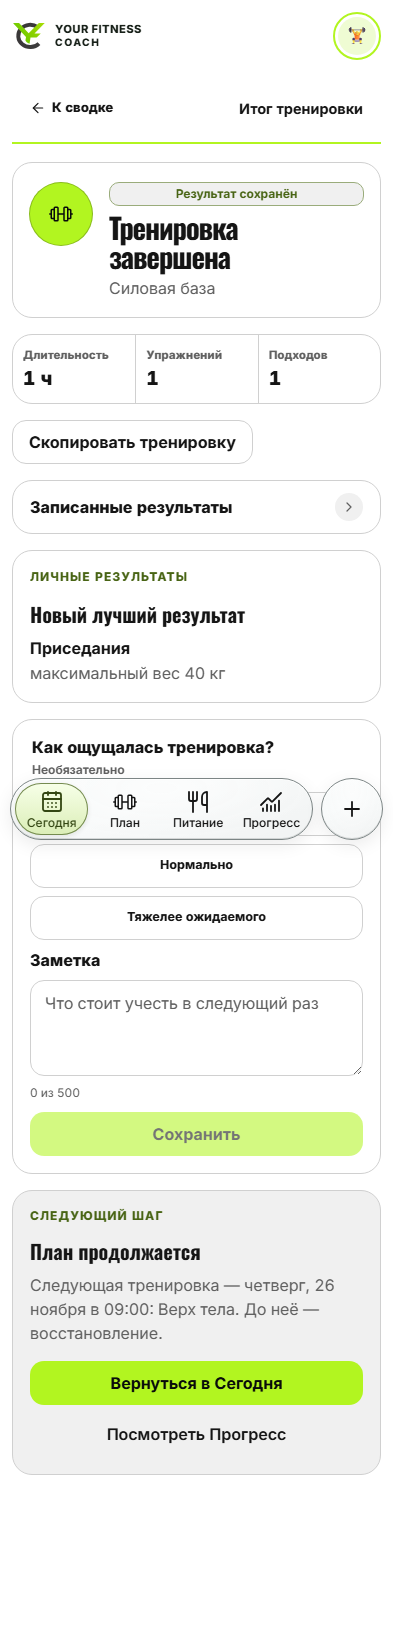 YOUR FITNESS
COACH
← К сводке
Итог тренировки
Результат сохранён
Тренировка
завершена
Силовая база
Длительность
1 ч
Упражнений
1
Подходов
1
Скопировать тренировку
Записанные результаты
ЛИЧНЫЕ РЕЗУЛЬТАТЫ
Новый лучший результат
Приседания
максимальный вес 40 кг
Как ощущалась тренировка?
Необязательно
Сегодня
План
Питание
Прогресс
Нормально
Тяжелее ожидаемого
Заметка
Что стоит учесть в следующий раз
0 из 500
Сохранить
СЛЕДУЮЩИЙ ШАГ
План продолжается
Следующая тренировка — четверг, 26
ноября в 09:00: Верх тела. До неё —
восстановление.
Вернуться в Сегодня
Посмотреть Прогресс